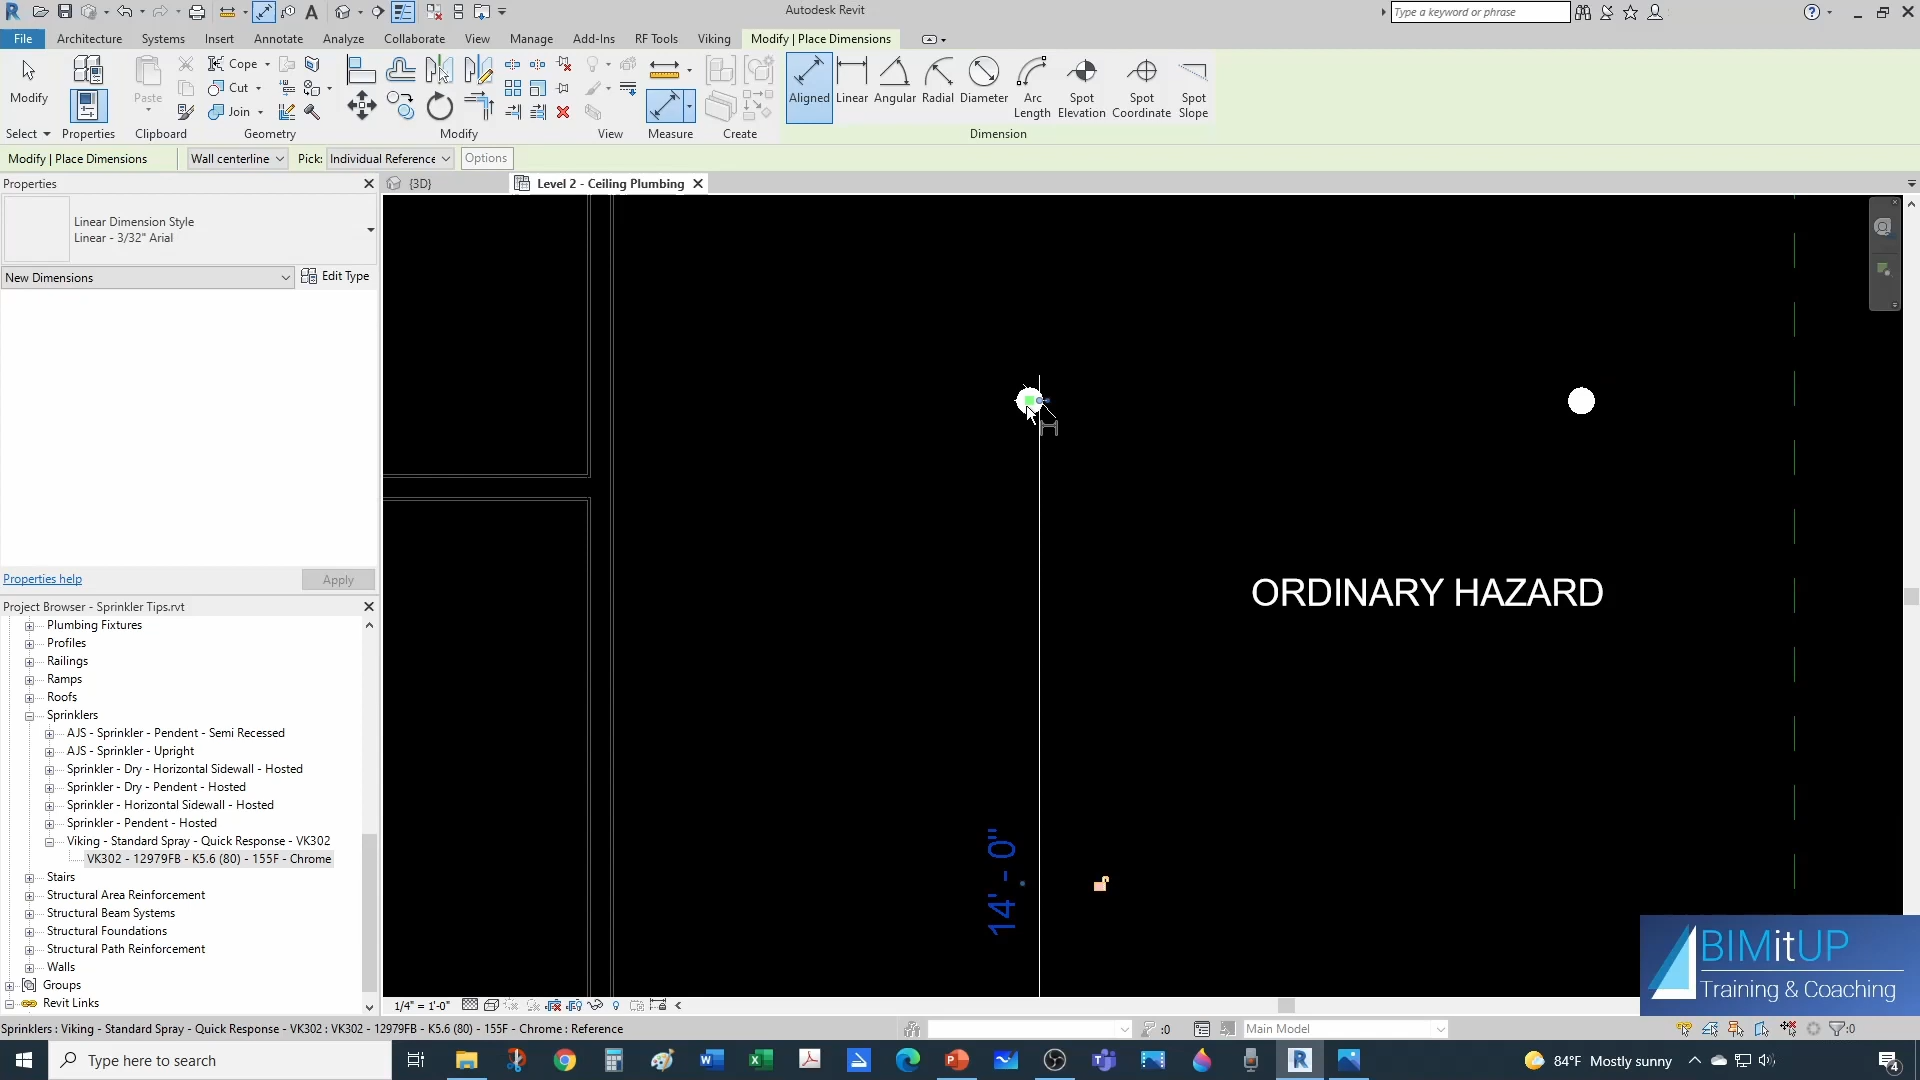 Autodesk Revit
Type a keyword or phrase
File Architecture Systems Insert Annotate Analyze Collaborate View Manage Add-Ins RF Tools Viking Modify | Place Dimensions
Modify Paste Cope Cut Join Aligned Linear Angular Radial Diameter Arc Length Spot Elevation Spot Coordinate Spot Slope
Select Properties Clipboard Geometry Modify View Measure Create Dimension
Modify | Place Dimensions Wall centerline Pick: Individual Reference Options
Properties {3D} Level 2 - Ceiling Plumbing
Linear Dimension Style
Linear - 3/32" Arial
New Dimensions Edit Type
ORDINARY HAZARD
14' - 0"
Properties help Apply
Project Browser - Sprinkler Tips.rvt
Plumbing Fixtures
Profiles
Railings
Ramps
Roofs
Sprinklers
AJS - Sprinkler - Pendent - Semi Recessed
AJS - Sprinkler - Upright
Sprinkler - Dry - Horizontal Sidewall - Hosted
Sprinkler - Dry - Pendent - Hosted
Sprinkler - Horizontal Sidewall - Hosted
Sprinkler - Pendent - Hosted
Viking - Standard Spray - Quick Response - VK302
VK302 - 12979FB - K5.6 (80) - 155F - Chrome
Stairs
Structural Area Reinforcement
Structural Beam Systems
Structural Foundations
Structural Path Reinforcement
Walls
Groups
Revit Links
BIMitUP
Training & Coaching
1/4" = 1'-0"
Sprinklers : Viking - Standard Spray - Quick Response - VK302 : VK302 - 12979FB - K5.6 (80) - 155F - Chrome : Reference :0 Main Model :0
Type here to search 84°F Mostly sunny 4